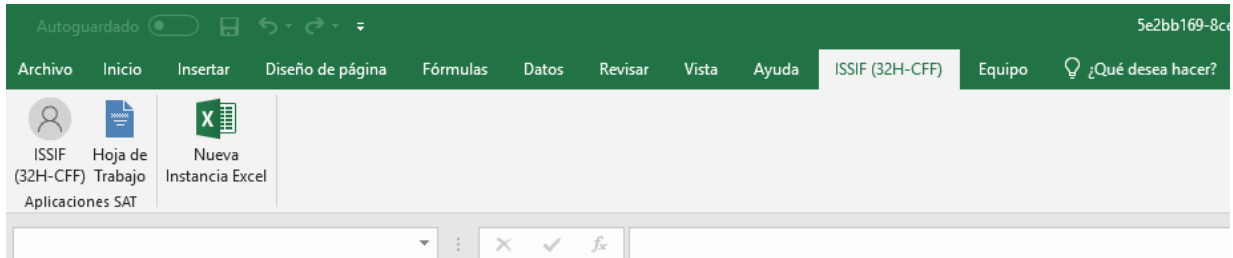 Autoguardado
5e2bb169-8ce
Archivo Inicio Insertar Diseño de página Fórmulas Datos Revisar Vista Ayuda ISSIF (32H-CFF) Equipo ¿Qué desea hacer?
ISSIF Hoja de Nueva
(32H-CFF) Trabajo Instancia Excel
Aplicaciones SAT
fx